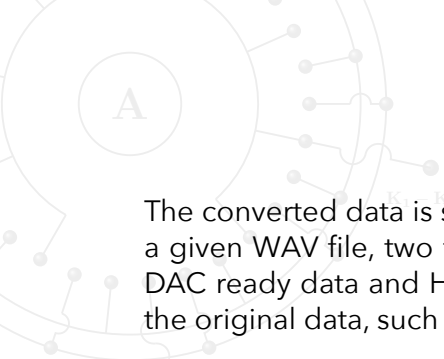 A
The converted data is
a given WAV file, two
DAC ready data and
the original data, such